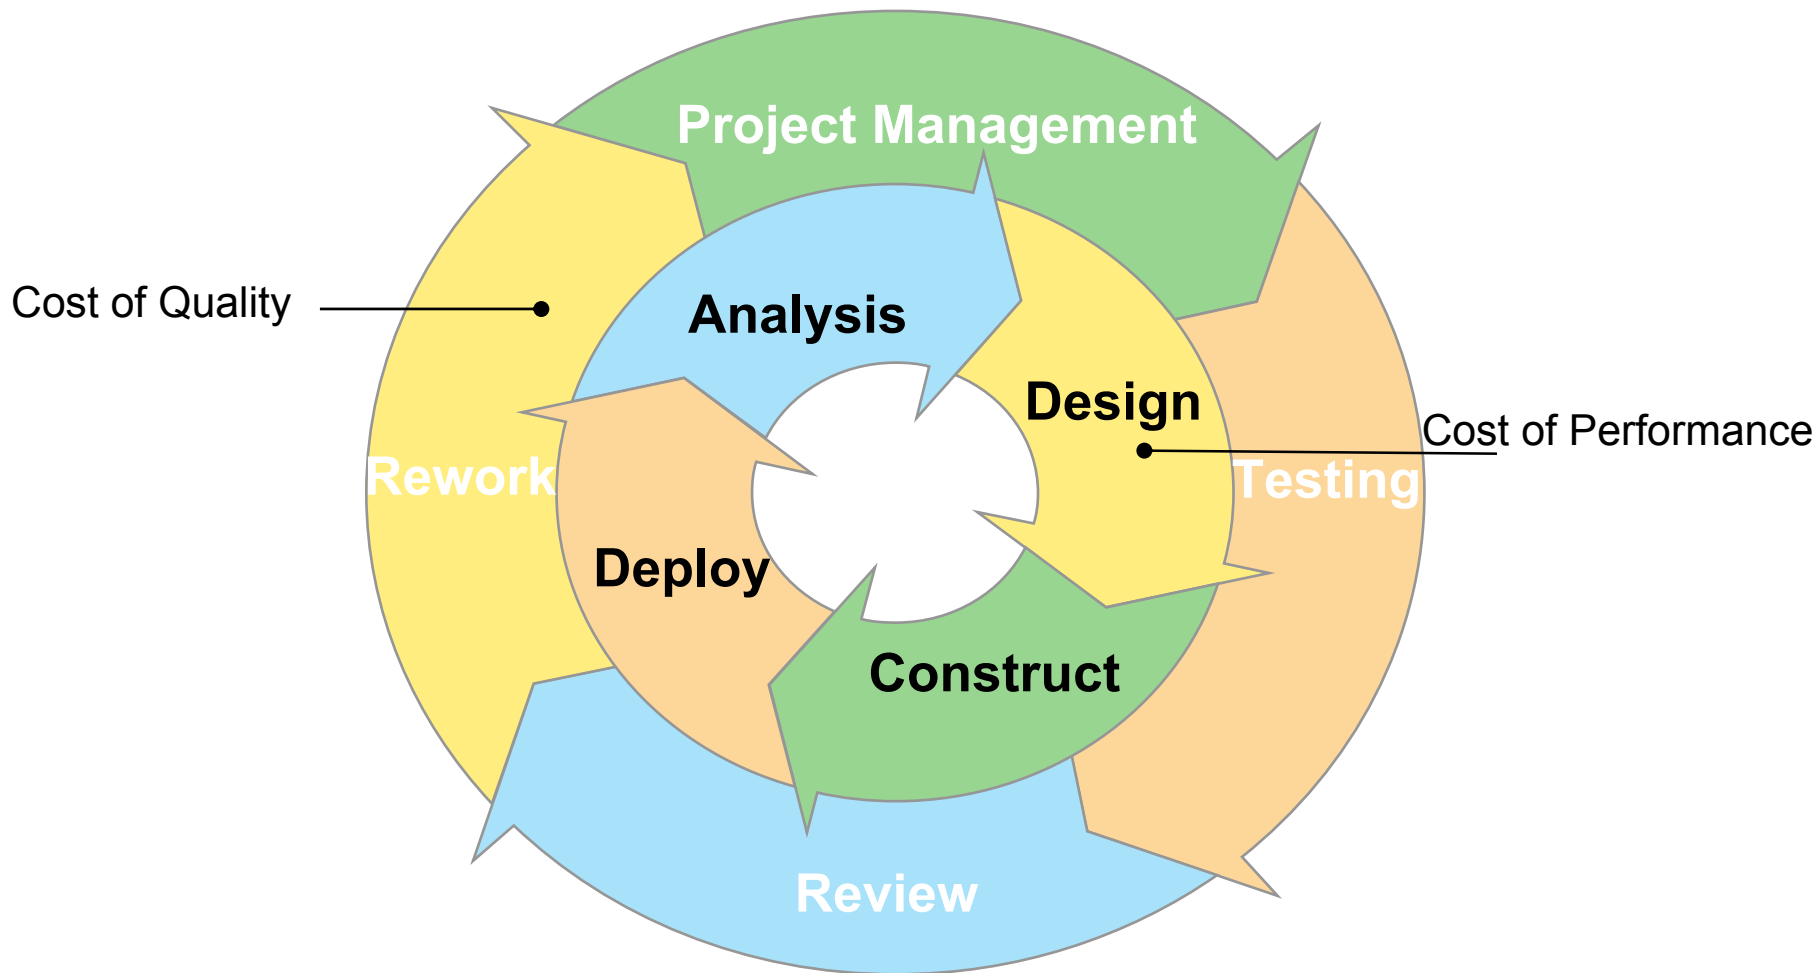 Project Management
Cost of Quality
Analysis
Design
Cost of Performance
Rework
Testing
Deploy
Construct
Review